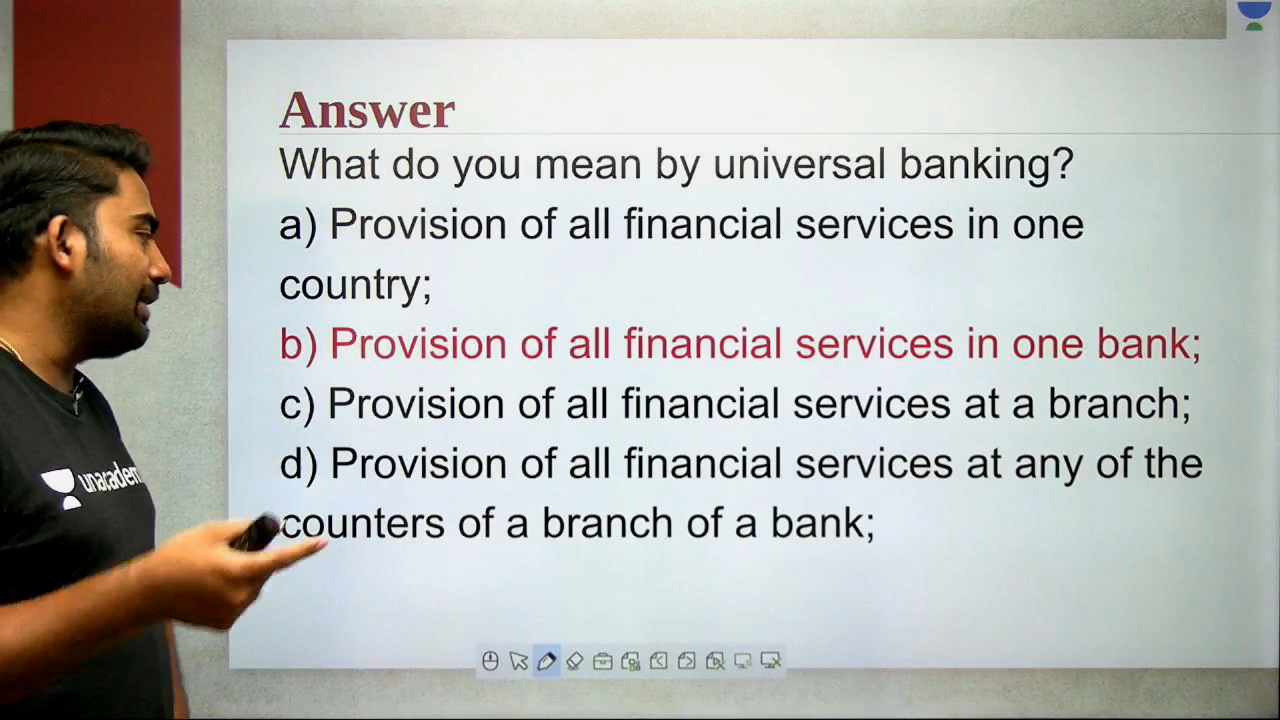 Answer
What do you mean by universal banking?
a) Provision of all financial services in one
country;
b) Provision of all financial services in one bank;
c) Provision of all financial services at a branch;
d) Provision of all financial services at any of the
counters of a branch of a bank;
unacadem